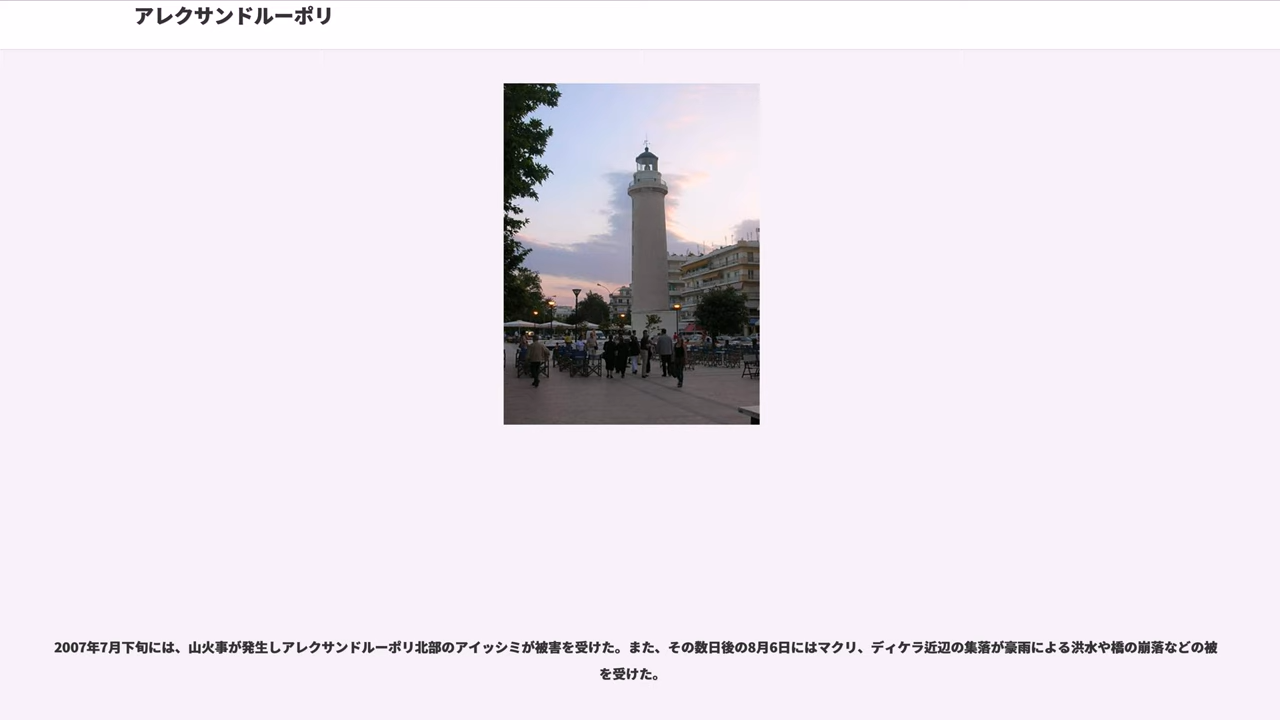 アレクサンドルーポリ
2007年7月下旬には、山火事が発生しアレクサンドルーポリ北部のアイッシミが被害を受けた。また、その数日後の8月6日にはマクリ、ディケラ近辺の集落が豪雨による洪水や橋の崩落などの被
を受けた。